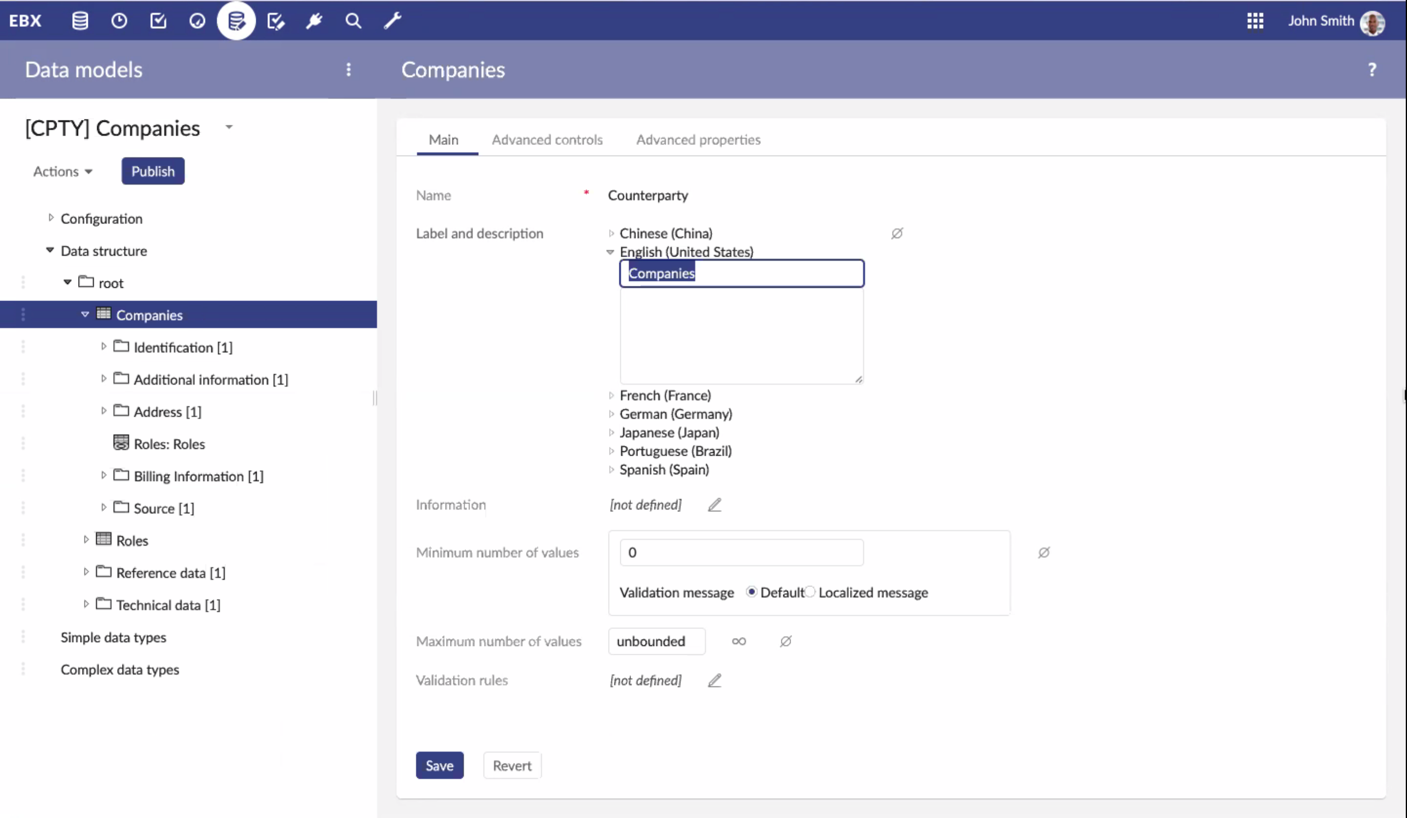 EBX
John Smith
Data models
Companies
?
[CPTY] Companies
Actions
Publish
Configuration
Data structure
root
Companies
Identification [1]
Additional information [1]
Address [1]
Roles: Roles
Billing Information [1]
Source [1]
Roles
Reference data [1]
Technical data [1]
Simple data types
Complex data types
Main Advanced controls Advanced properties
Name * Counterparty
Label and description
Chinese (China)
English (United States)
Companies
French (France)
German (Germany)
Japanese (Japan)
Portuguese (Brazil)
Spanish (Spain)
Information [not defined]
Minimum number of values 0
Validation message Default Localized message
Maximum number of values unbounded ∞
Validation rules [not defined]
Save Revert